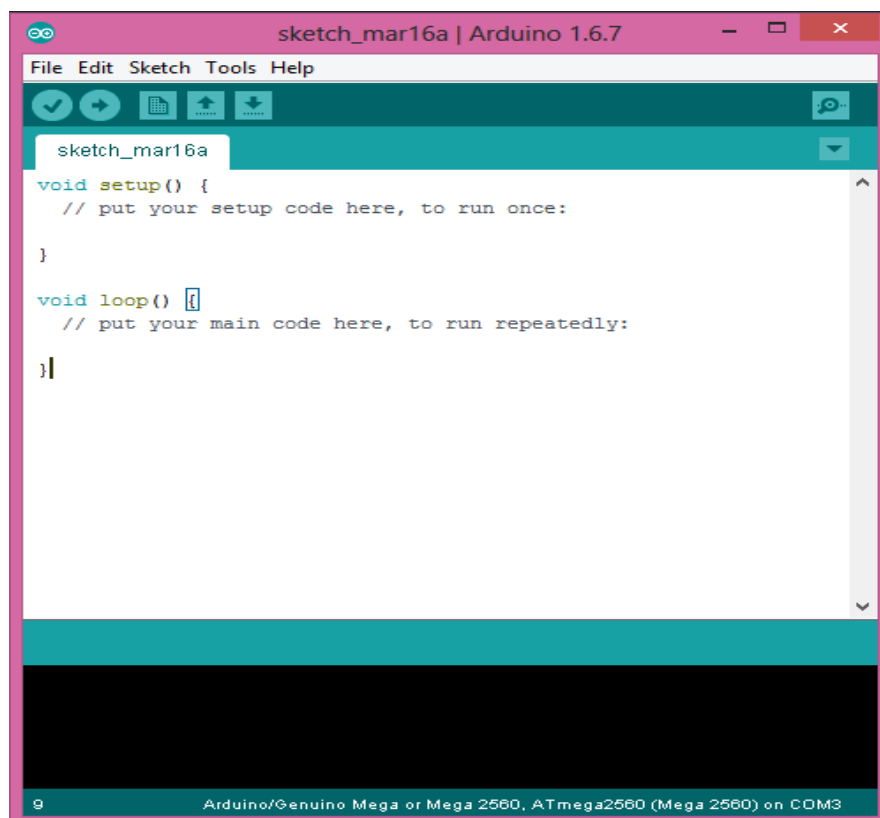 sketch_mar16a | Arduino 1.6.7
File Edit Sketch Tools Help
sketch_mar16a
void setup() {
  // put your setup code here, to run once:
}
void loop() {
  // put your main code here, to run repeatedly:
}
9 Arduino/Genuino Mega or Mega 2560, ATmega2560 (Mega 2560) on COM3